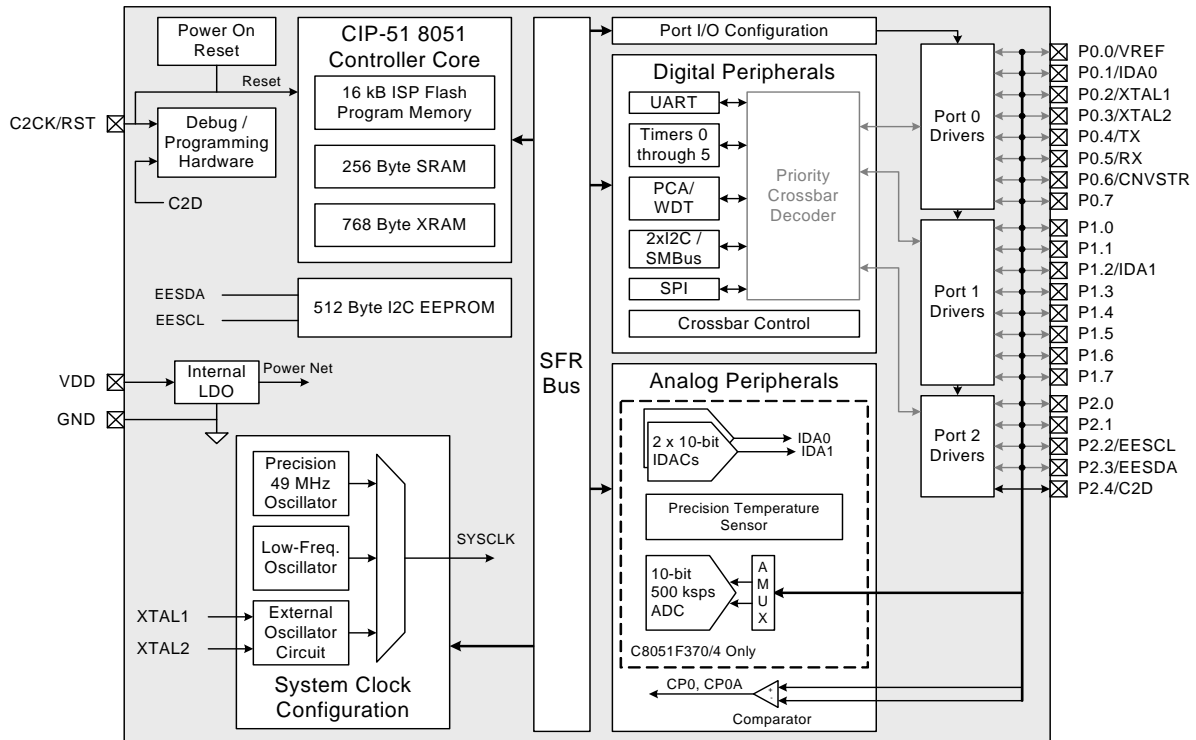 Power On
Reset
Reset
C2CK/RST
Debug /
Programming
Hardware
C2D
CIP-51 8051
Controller Core
16 kB ISP Flash
Program Memory
256 Byte SRAM
768 Byte XRAM
EESDA
EESCL
512 Byte I2C EEPROM
VDD
Internal
LDO
Power Net
GND
Precision
49 MHz
Oscillator
Low-Freq.
Oscillator
SYSCLK
XTAL1
XTAL2
External
Oscillator
Circuit
System Clock
Configuration
SFR
Bus
Port I/O Configuration
Digital Peripherals
UART
Timers 0
through 5
PCA/
WDT
2xI2C /
SMBus
SPI
Priority
Crossbar
Decoder
Crossbar Control
Analog Peripherals
2 x 10-bit
IDACs
IDA0
IDA1
Precision Temperature
Sensor
10-bit
500 ksps
ADC
A
M
U
X
C8051F370/4 Only
CP0, CP0A
+
-
Comparator
Port 0
Drivers
Port 1
Drivers
Port 2
Drivers
P0.0/VREF
P0.1/IDA0
P0.2/XTAL1
P0.3/XTAL2
P0.4/TX
P0.5/RX
P0.6/CNVSTR
P0.7
P1.0
P1.1
P1.2/IDA1
P1.3
P1.4
P1.5
P1.6
P1.7
P2.0
P2.1
P2.2/EESCL
P2.3/EESDA
P2.4/C2D